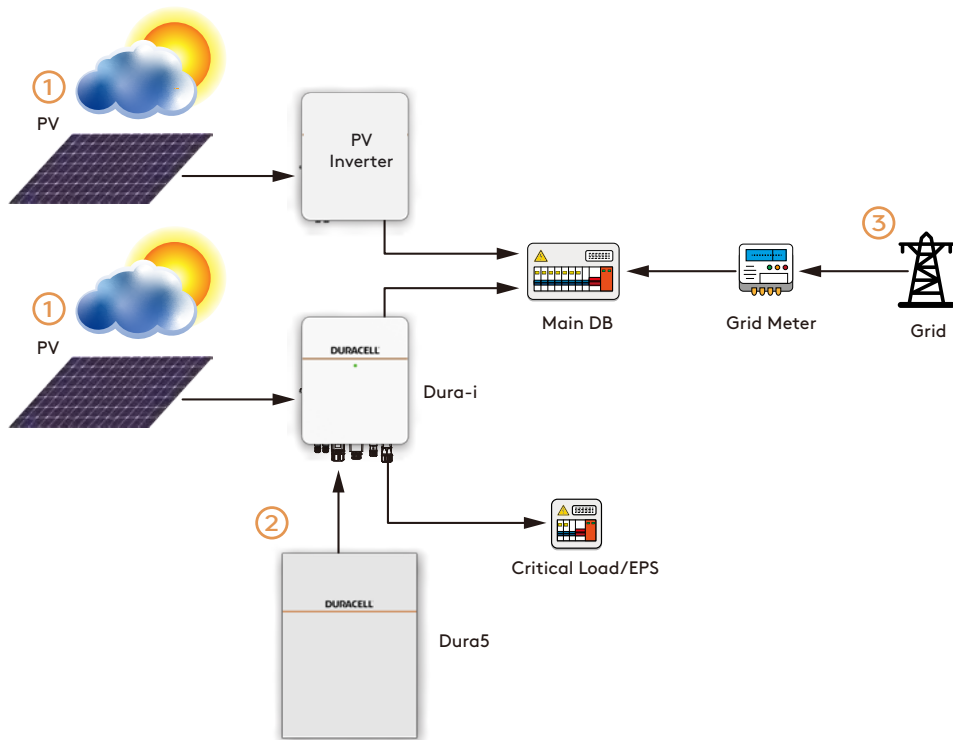 1
PV
PV
Inverter
3
Main DB
Grid Meter
Grid
1
PV
DURACELL
Dura-i
2
Critical Load/EPS
DURACELL
Dura5